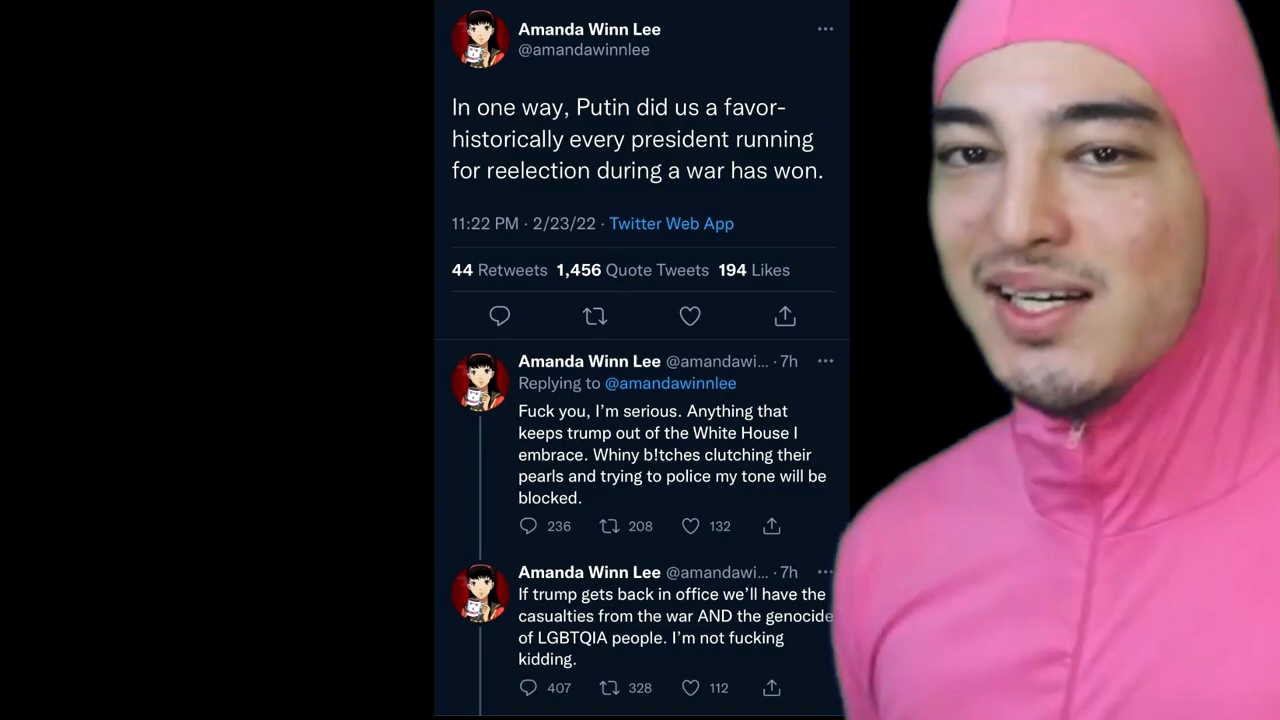 Amanda Winn Lee
@amandawinnlee
In one way, Putin did us a favor-
historically every president running
for reelection during a war has won.
11:22 PM · 2/23/22 · Twitter Web App
44 Retweets 1,456 Quote Tweets 194 Likes
Amanda Winn Lee @amandawi... · 7h
Replying to @amandawinnlee
Fuck you, I’m serious. Anything that
keeps trump out of the White House I
embrace. Whiny b!tches clutching their
pearls and trying to police my tone will be
blocked.
236 208 132
Amanda Winn Lee @amandawi... · 7h
If trump gets back in office we’ll have the
casualties from the war AND the genocide
of LGBTQIA people. I’m not fucking
kidding.
407 328 112